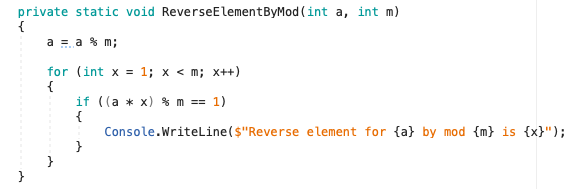 private static void ReverseElementByMod(int a, int m)
{
    a = a % m;
    for (int x = 1; x < m; x++)
    {
        if ((a * x) % m == 1)
        {
            Console.WriteLine($"Reverse element for {a} by mod {m} is {x}");
        }
    }
}